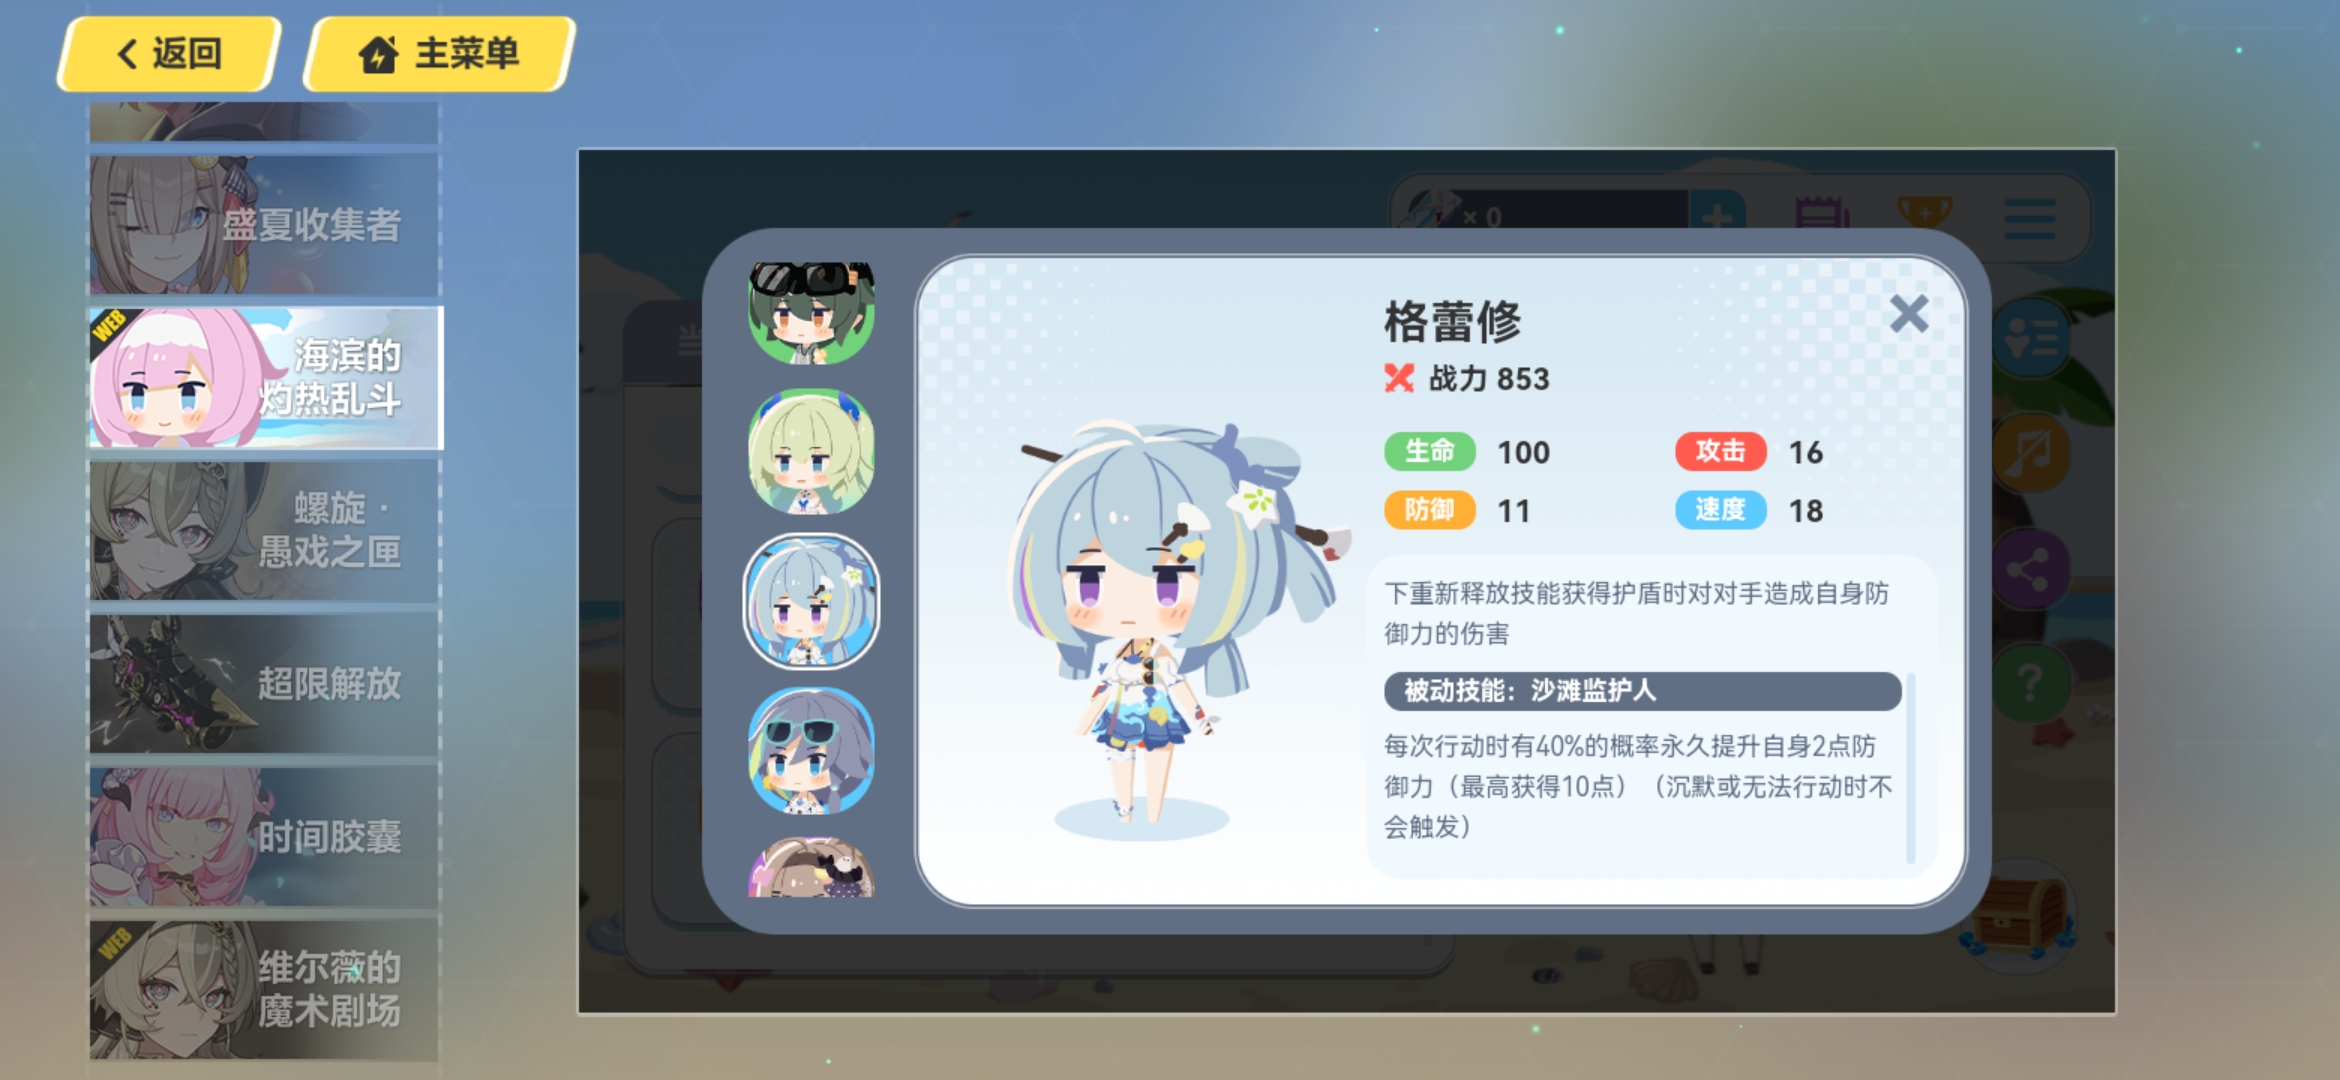 返回
主菜单
盛夏收集者
WEB
海滨的
灼热乱斗
螺旋·
愚戏之匣
超限解放
时间胶囊
WEB
维尔薇的
魔术剧场
× 0
当
格蕾修
战力 853
生命 100
攻击 16
防御 11
速度 18
下重新释放技能获得护盾时对对手造成自身防
御力的伤害
被动技能：沙滩监护人
每次行动时有40%的概率永久提升自身2点防
御力（最高获得10点）（沉默或无法行动时不
会触发）
?